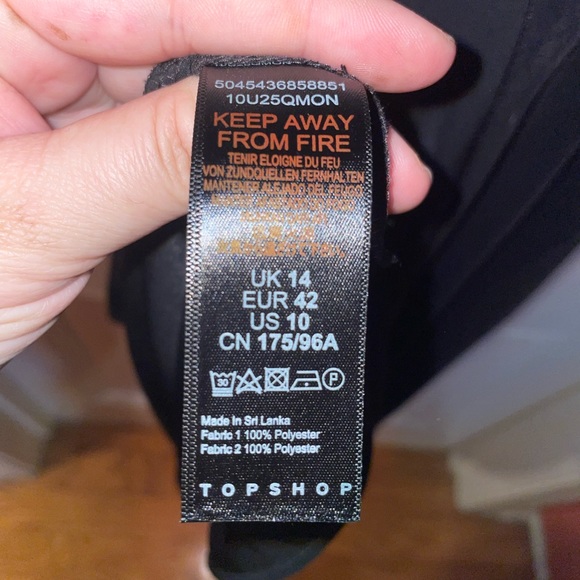 5045436858851
10U25QMON
KEEP AWAY
FROM FIRE
TENIR ELOIGNE DU FEU
VON ZUNDQUELLEN FERNHALTEN
MANTENER ALEJADO DEL FUEGO
UK 14
EUR 42
US 10
CN 175/96A
30 P
Made in Sri Lanka
Fabric 1 100% Polyester
Fabric 2 100% Polyester
TOPSHOP